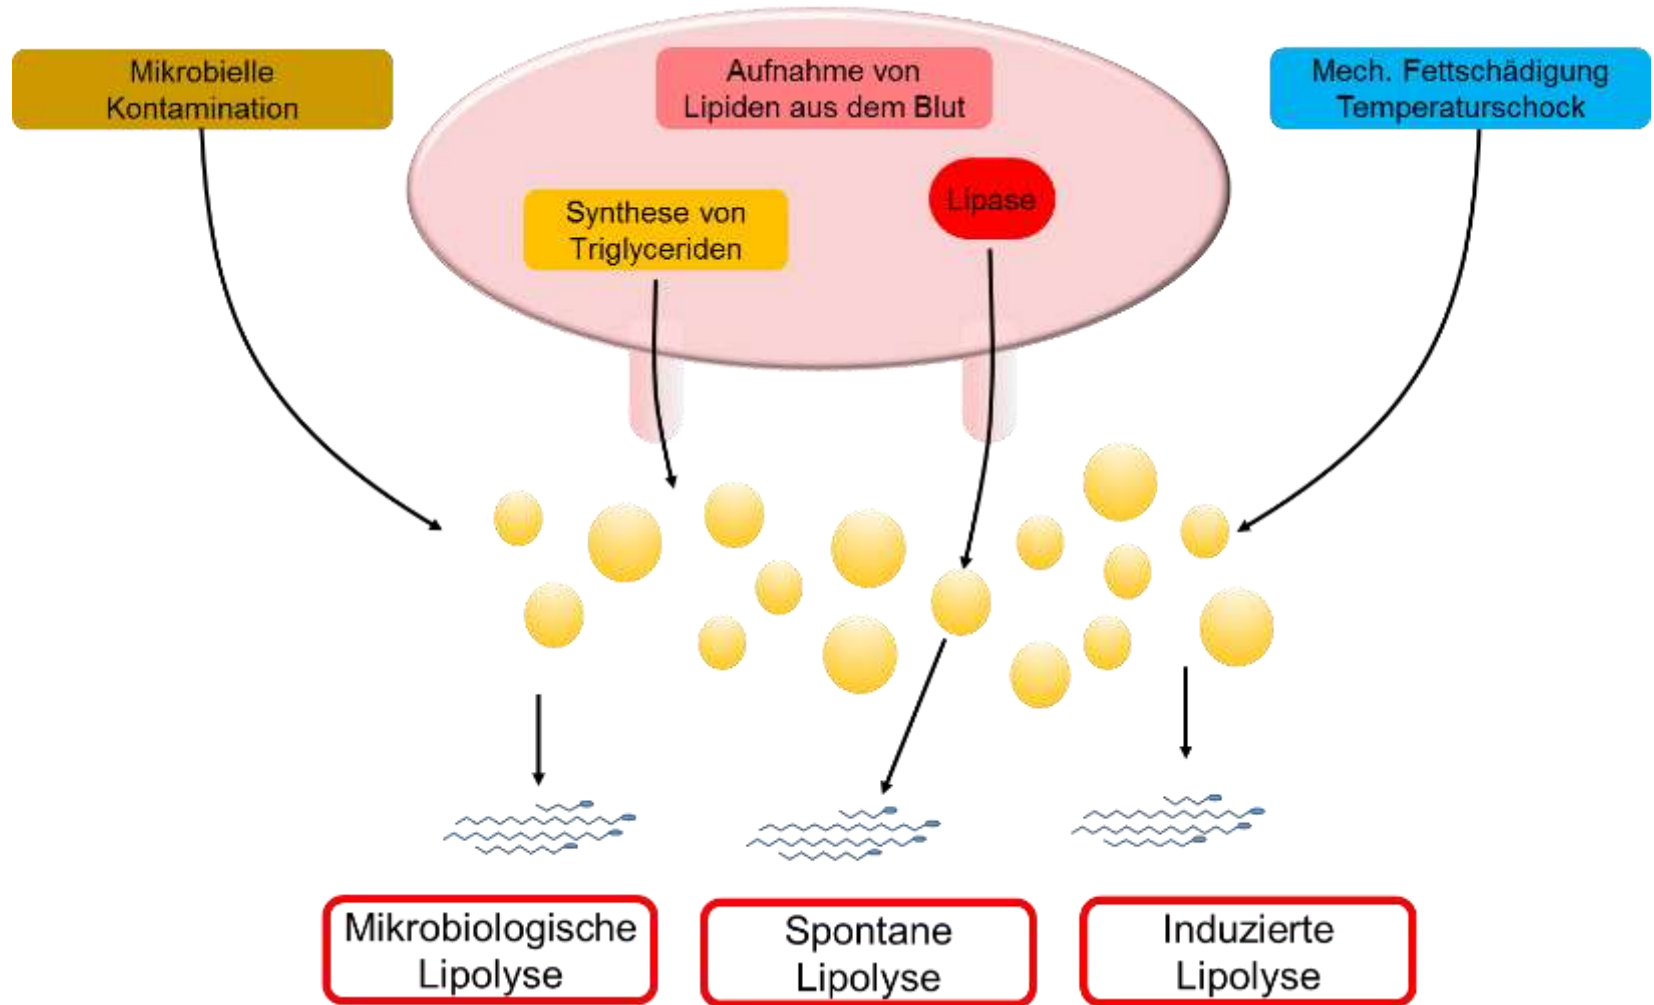 Mikrobielle
Kontamination
Aufnahme von
Lipiden aus dem Blut
Mech. Fettschädigung
Temperaturschock
Lipase
Synthese von
Triglyceriden
Mikrobiologische
Lipolyse
Spontane
Lipolyse
Induzierte
Lipolyse